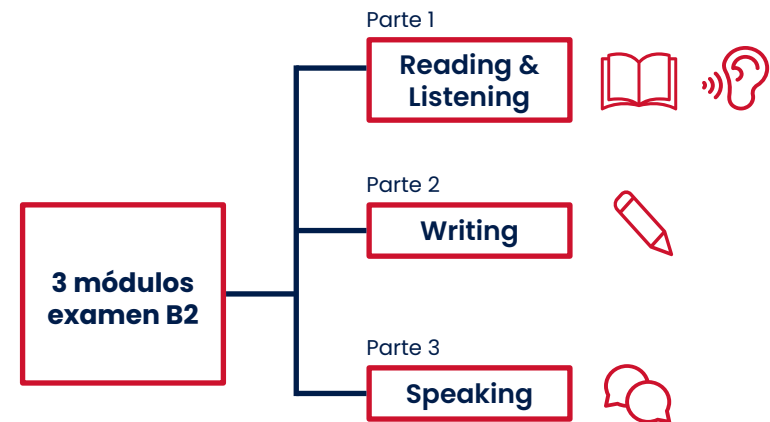 3 módulos
examen B2
Parte 1
Reading &
Listening
Parte 2
Writing
Parte 3
Speaking